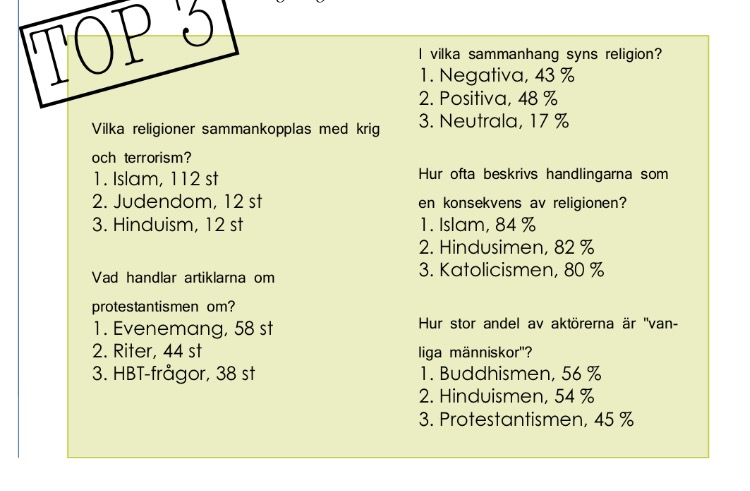 TOP 3
Vilka religioner sammankopplas med krig
och terrorism?
1. Islam, 112 st
2. Judendom, 12 st
3. Hinduism, 12 st
Vad handlar artiklarna om
protestantismen om?
1. Evenemang, 58 st
2. Riter, 44 st
3. HBT-frågor, 38 st
I vilka sammanhang syns religion?
1. Negativa, 43 %
2. Positiva, 48 %
3. Neutrala, 17 %
Hur ofta beskrivs handlingarna som
en konsekvens av religionen?
1. Islam, 84 %
2. Hindusimen, 82 %
3. Katolicismen, 80 %
Hur stor andel av aktörerna är "van-
liga människor"?
1. Buddhismen, 56 %
2. Hinduismen, 54 %
3. Protestantismen, 45 %